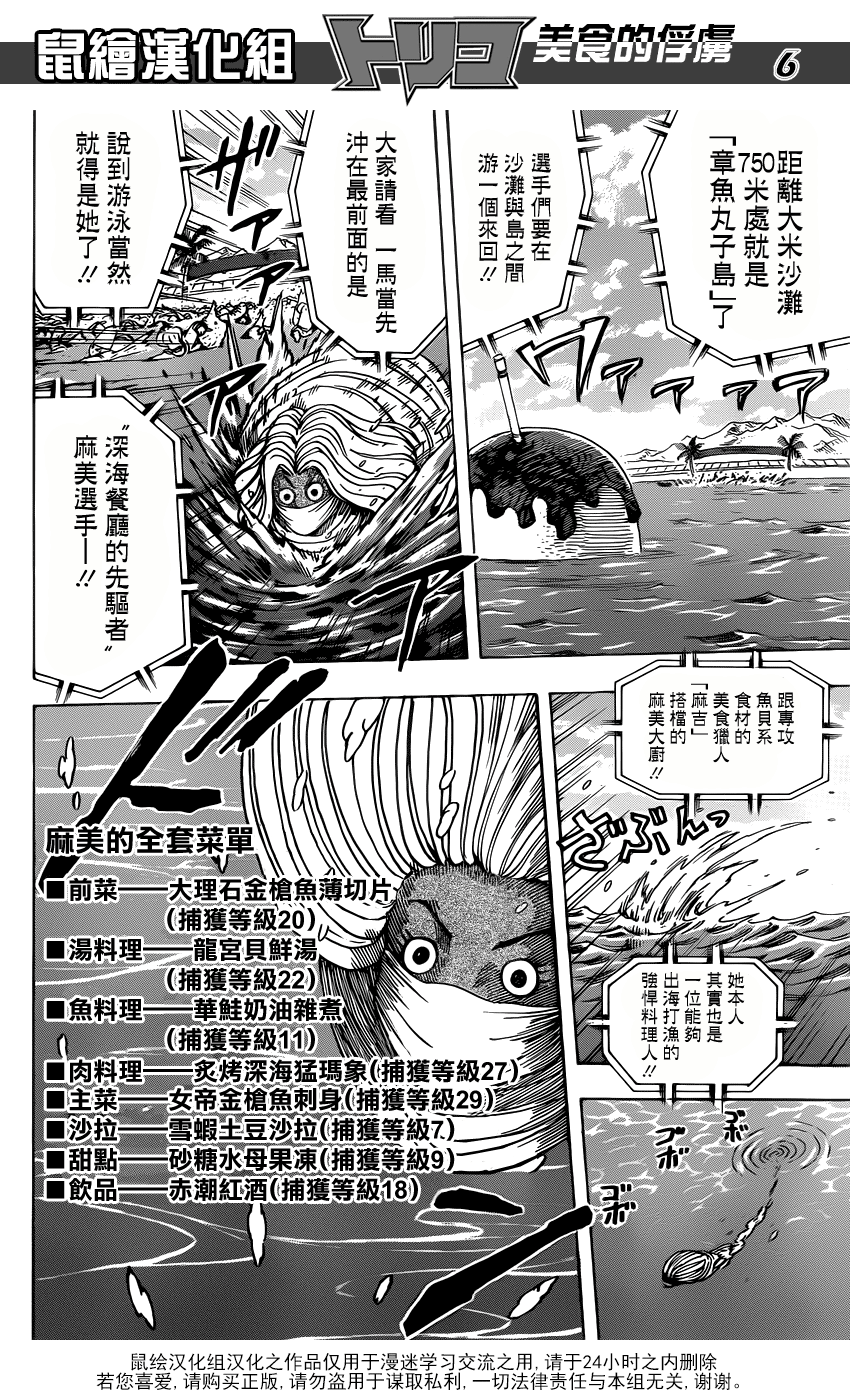 鼠繪漢化組
トリコ
美食的俘虜
6
距離大米沙灘
750米處就是
「章魚丸子島」了
選手們要在
沙灘與島之間
游一個來回!!
ワァァァ
大家請看 一馬當先
沖在最前面的是
說到游泳當然
就得是她了!!
“深海餐廳的先驅者”
麻美選手—!!
跟專攻
魚貝系
食材的
美食獵人
「麻吉」
搭檔的
麻美大廚!!
ざぶんっ
她本人
其實也是
一位能夠
出海打漁的
強悍料理人!!
ゴボ
ゴボ
ゴボ
麻美的全套菜單
■前菜——大理石金槍魚薄切片
(捕獲等級20)
■湯料理——龍宮貝鮮湯
(捕獲等級22)
■魚料理——華鮭奶油雜煮
(捕獲等級11)
■肉料理——炙烤深海猛瑪象(捕獲等級27)
■主菜——女帝金槍魚刺身(捕獲等級29)
■沙拉——雪蝦土豆沙拉(捕獲等級7)
■甜點——砂糖水母果凍(捕獲等級9)
■飲品——赤潮紅酒(捕獲等級18)
鼠绘汉化组汉化之作品仅用于漫迷学习交流之用, 请于24小时之内删除
若您喜爱, 请购买正版, 请勿盗用于谋取私利, 一切法律责任与本组无关, 谢谢。